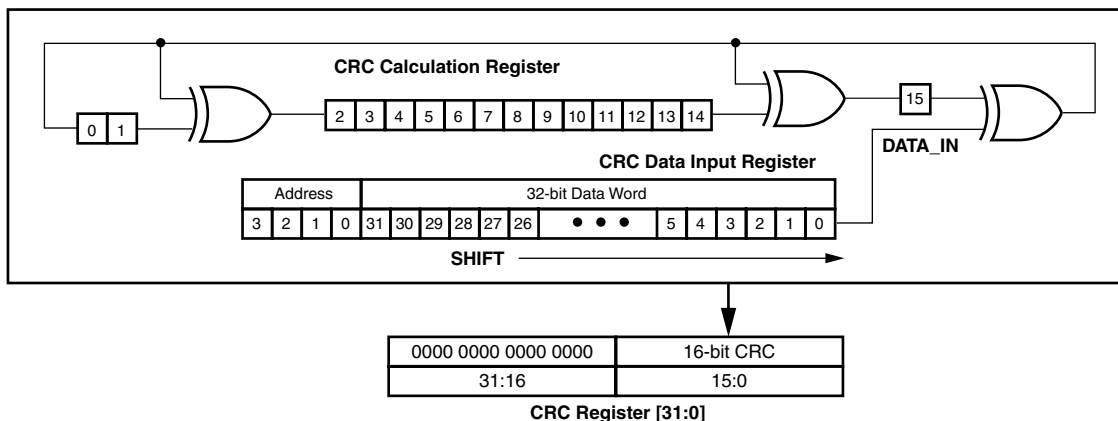 CRC Calculation Register
0 1
2 3 4 5 6 7 8 9 10 11 12 13 14
15
DATA_IN
CRC Data Input Register
Address 32-bit Data Word
3 2 1 0 31 30 29 28 27 26 5 4 3 2 1 0
SHIFT
0000 0000 0000 0000 16-bit CRC
31:16 15:0
CRC Register [31:0]